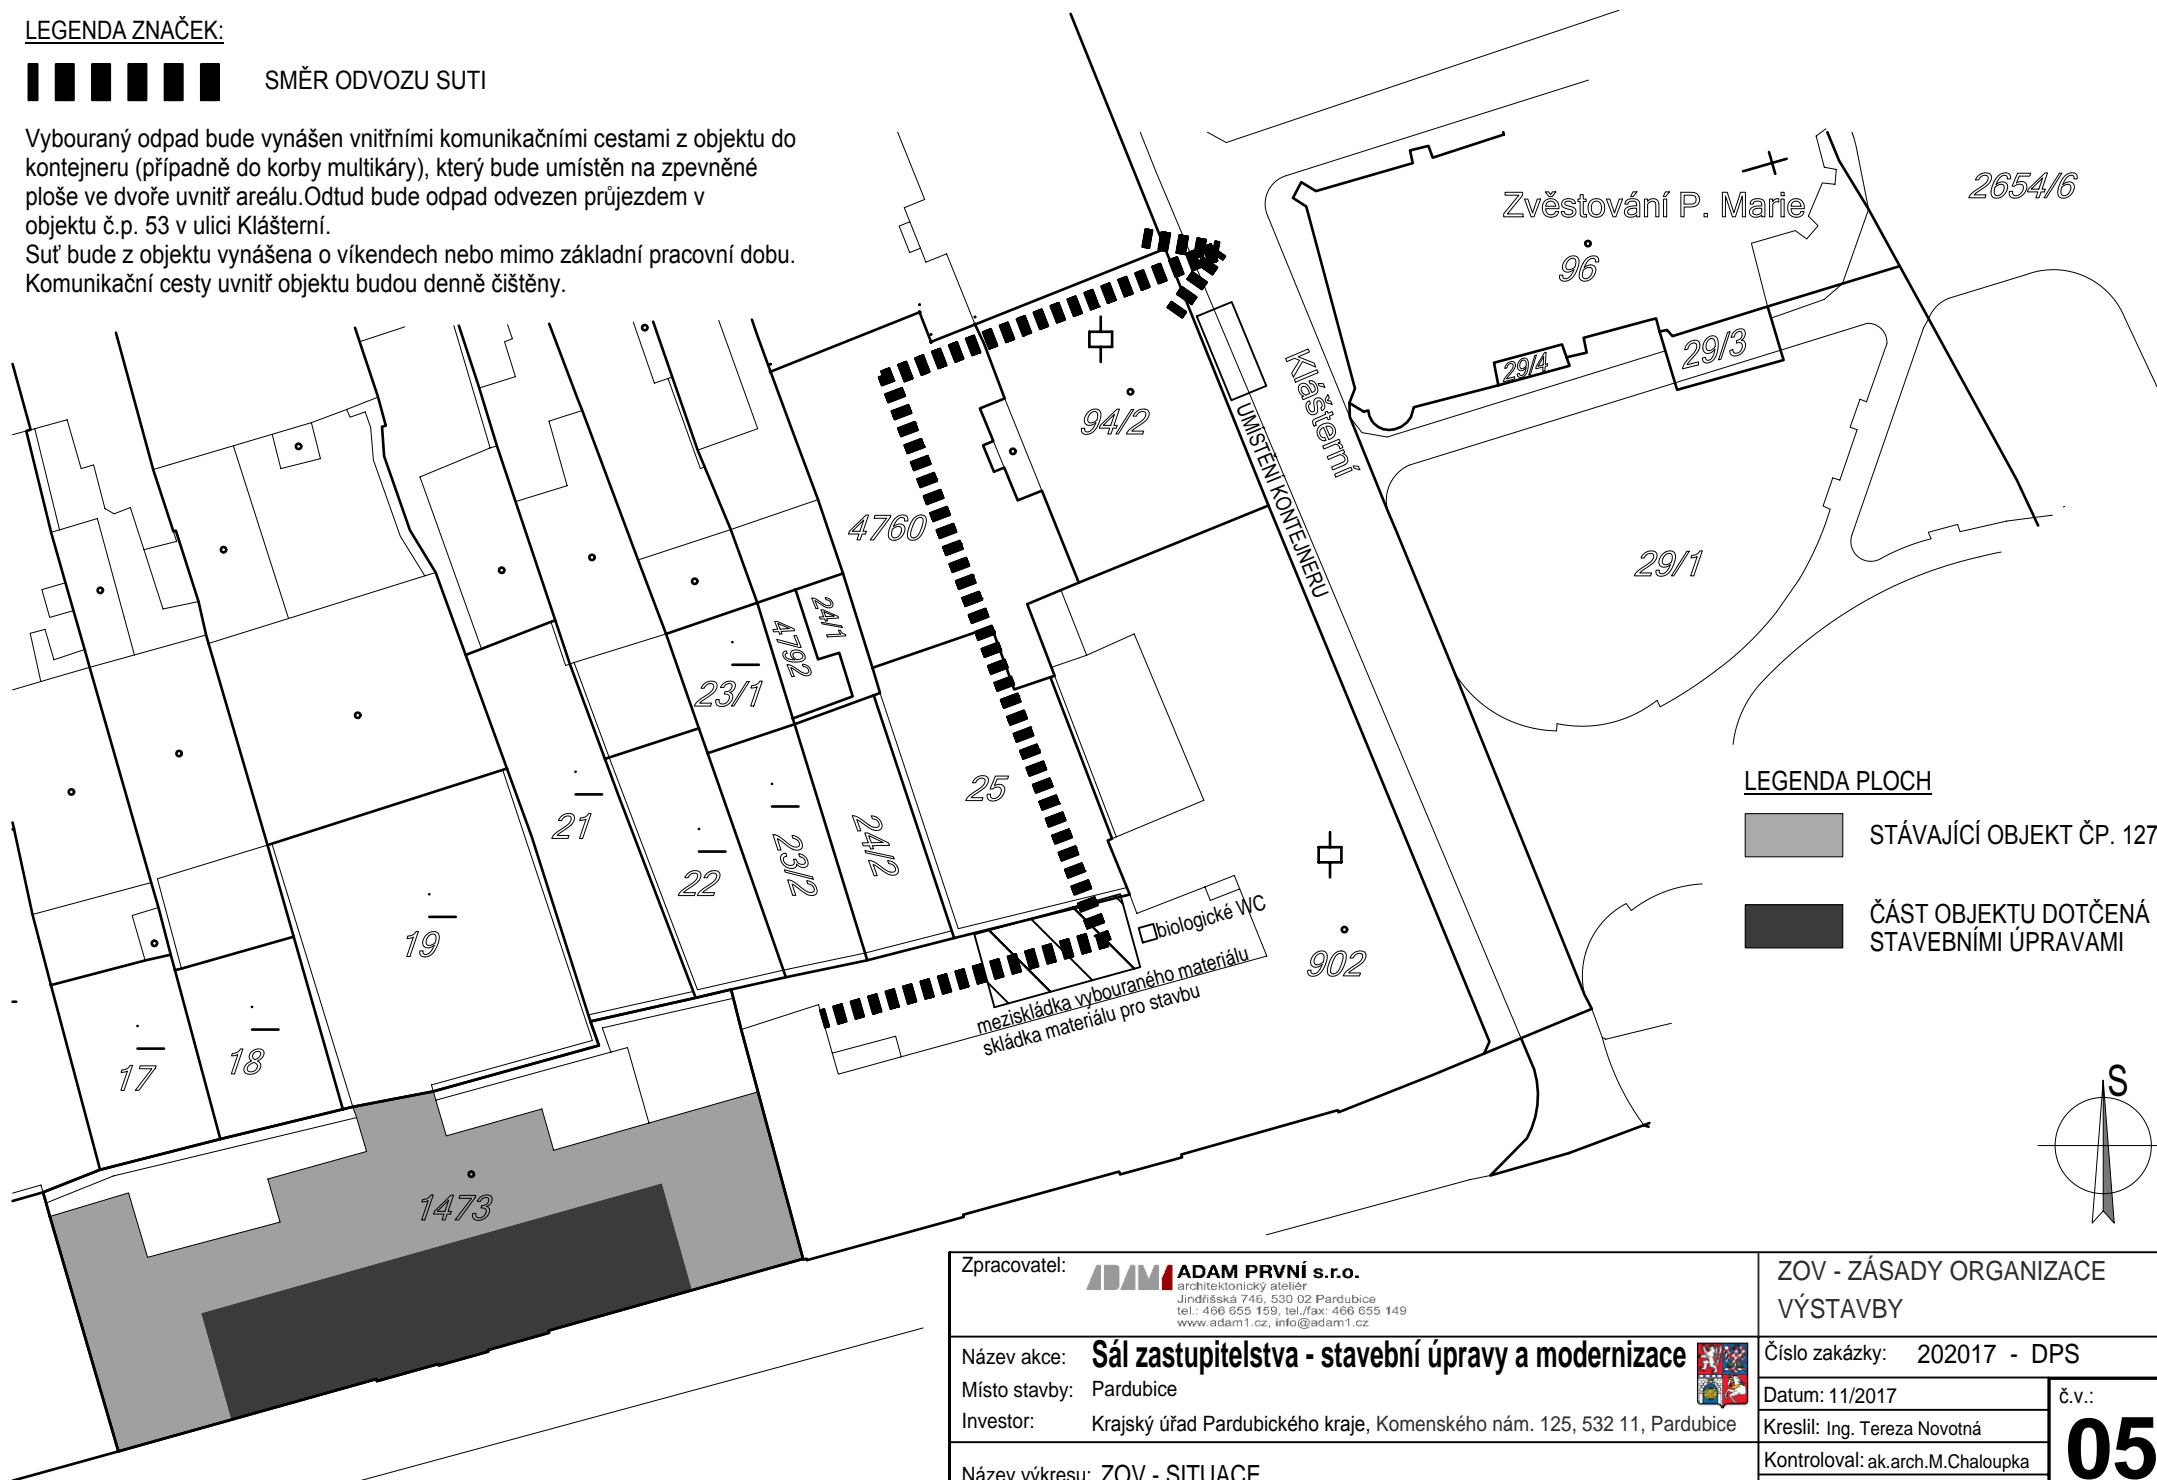 LEGENDA ZNAČEK:
SMĚR ODVOZU SUTI
Vybouraný odpad bude vynášen vnitřními komunikačními cestami z objektu do
kontejneru (případně do korby multikáry), který bude umístěn na zpevněné
ploše ve dvoře uvnitř areálu.Odtud bude odpad odvezen průjezdem v
objektu č.p. 53 v ulici Klášterní.
Suť bude z objektu vynášena o víkendech nebo mimo základní pracovní dobu.
Komunikační cesty uvnitř objektu budou denně čištěny.
Zvěstování P. Marie
96
2654/6
29/4
29/3
Klášterní
UMÍSTĚNÍ KONTEJNERU
94/2
4760
29/1
24/1
4792
23/1
25
21
22
23/2
24/2
19
17
18
902
biologické WC
meziskládka vybouraného materiálu
skládka materiálu pro stavbu
1473
LEGENDA PLOCH
STÁVAJÍCÍ OBJEKT ČP. 127
ČÁST OBJEKTU DOTČENÁ
STAVEBNÍMI ÚPRAVAMI
S
Zpracovatel:
ADAM
ADAM PRVNÍ s.r.o.
architektonický ateliér
Jindřišská 746, 530 02 Pardubice
tel.: 466 655 159, tel./fax: 466 655 149
www.adam1.cz, info@adam1.cz
ZOV - ZÁSADY ORGANIZACE
VÝSTAVBY
Název akce: Sál zastupitelstva - stavební úpravy a modernizace
Místo stavby: Pardubice
Investor: Krajský úřad Pardubického kraje, Komenského nám. 125, 532 11, Pardubice
Číslo zakázky: 202017 - DPS
Datum: 11/2017
Kreslil: Ing. Tereza Novotná
Kontroloval: ak.arch.M.Chaloupka
č.v.:
05
Název výkresu: ZOV - SITUACE